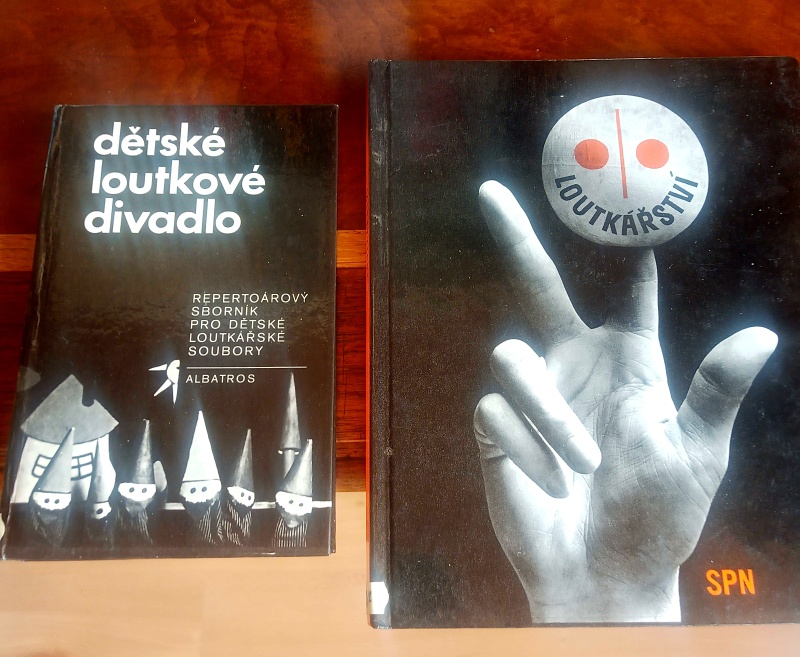 dětské
loutkové
divadlo
REPERTOÁROVÝ
SBORNÍK
PRO DĚTSKÉ
LOUTKÁŘSKÉ
SOUBORY
ALBATROS
LOUTKÁŘSTVÍ
SPN